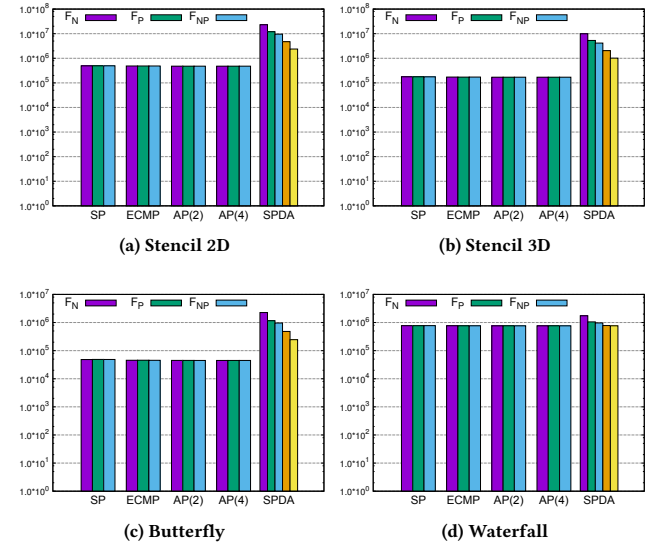 F_N F_P F_NP
1.0*10^8
1.0*10^7
1.0*10^6
1.0*10^5
1.0*10^4
1.0*10^3
1.0*10^2
1.0*10^1
1.0*10^0
SP ECMP AP(2) AP(4) SPDA
(a) Stencil 2D
F_N F_P F_NP
1.0*10^8
1.0*10^7
1.0*10^6
1.0*10^5
1.0*10^4
1.0*10^3
1.0*10^2
1.0*10^1
1.0*10^0
SP ECMP AP(2) AP(4) SPDA
(b) Stencil 3D
F_N F_P F_NP
1.0*10^7
1.0*10^6
1.0*10^5
1.0*10^4
1.0*10^3
1.0*10^2
1.0*10^1
1.0*10^0
SP ECMP AP(2) AP(4) SPDA
(c) Butterfly
F_N F_P F_NP
1.0*10^7
1.0*10^6
1.0*10^5
1.0*10^4
1.0*10^3
1.0*10^2
1.0*10^1
1.0*10^0
SP ECMP AP(2) AP(4) SPDA
(d) Waterfall